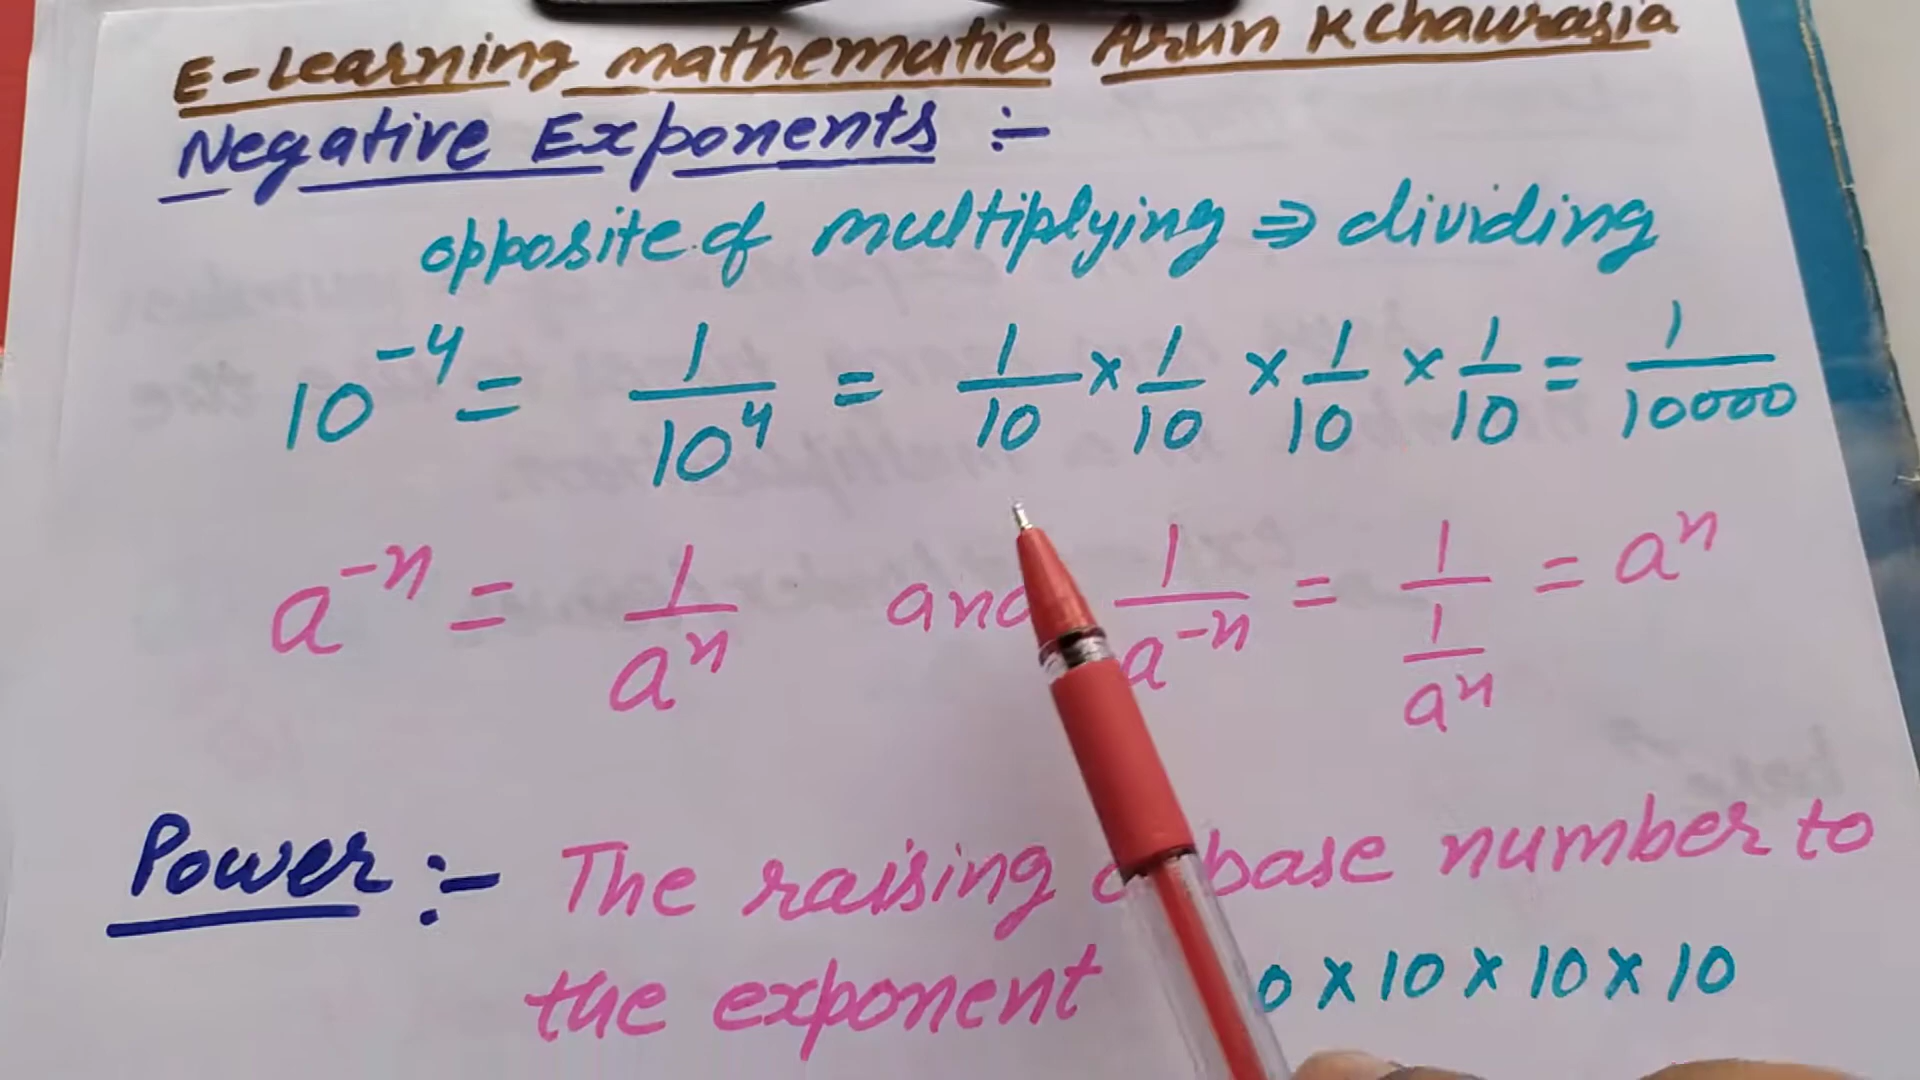 E-Learning mathematics Arun K Chaurasia
Negative Exponents :-
opposite of multiplying ⇒ dividing
10^-4 = 1/10^4 = 1/10 × 1/10 × 1/10 × 1/10 = 1/10000
a^-n = 1/a^n and 1/a^-n = 1/(1/a^n) = a^n
Power :- The raising base number to
the exponent 0 × 10 × 10 × 10